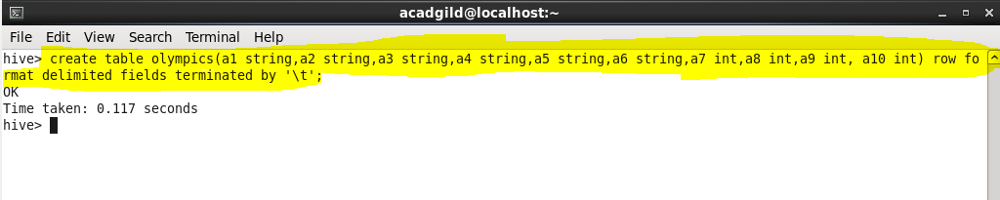 acadgild@localhost:~
File Edit View Search Terminal Help
hive> create table olympics(a1 string,a2 string,a3 string,a4 string,a5 string,a6 string,a7 int,a8 int,a9 int, a10 int) row fo
rmat delimited fields terminated by '\t';
OK
Time taken: 0.117 seconds
hive>